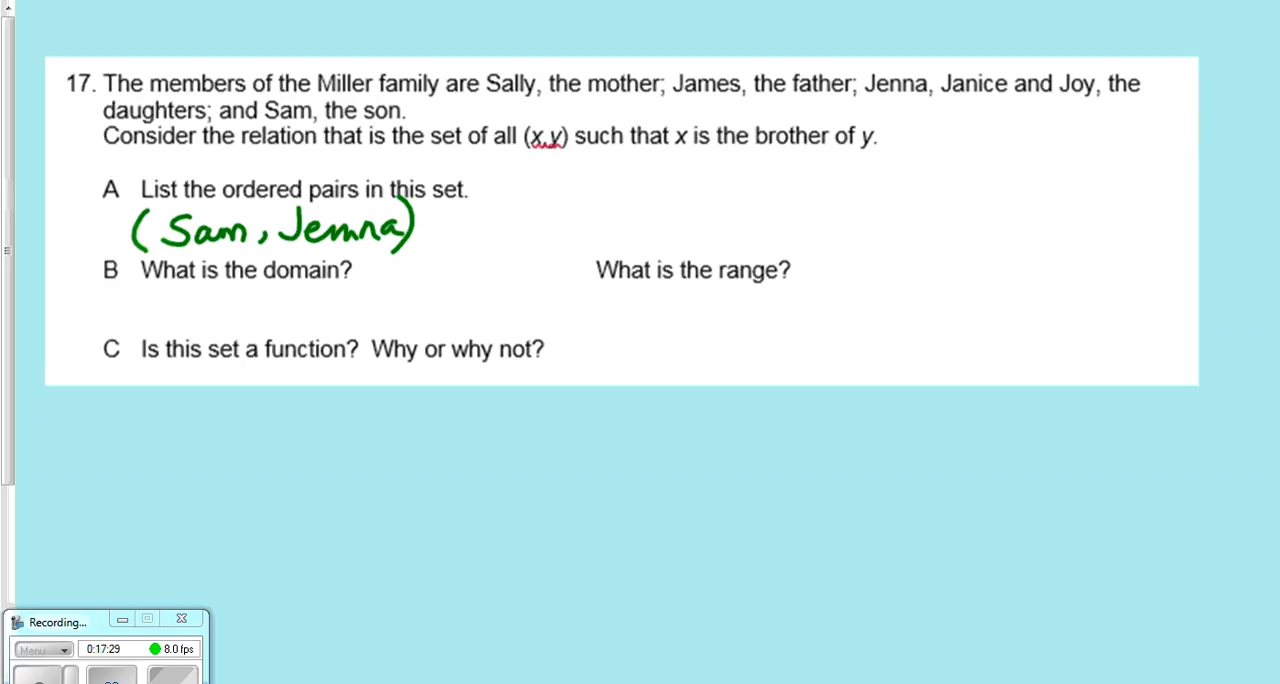 17. The members of the Miller family are Sally, the mother; James, the father; Jenna, Janice and Joy, the
daughters; and Sam, the son.
Consider the relation that is the set of all (x,y) such that x is the brother of y.
A List the ordered pairs in this set.
(Sam, Jenna)
B What is the domain? What is the range?
C Is this set a function? Why or why not?
Recording...
Menu 0:17:29 8.0 fps